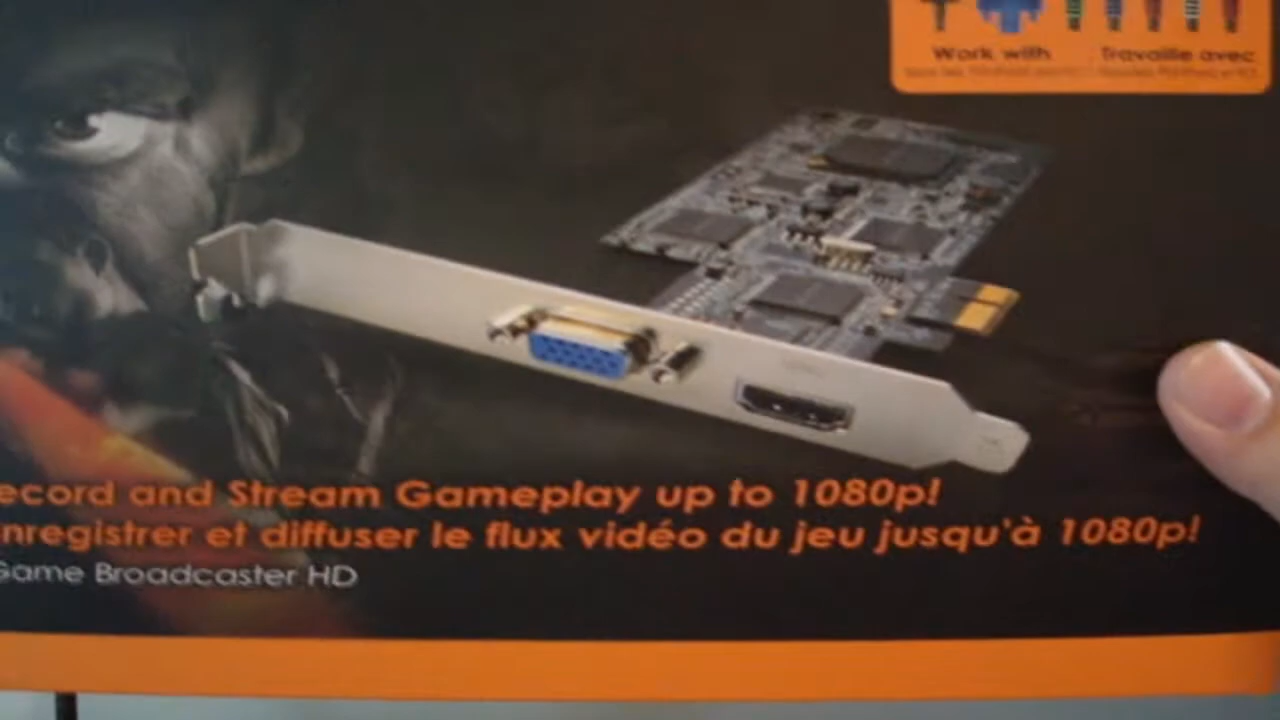 Work with Travaille avec
ecord and Stream Gameplay up to 1080p!
nregistrer et diffuser le flux vidéo du jeu jusqu'à 1080p!
Game Broadcaster HD